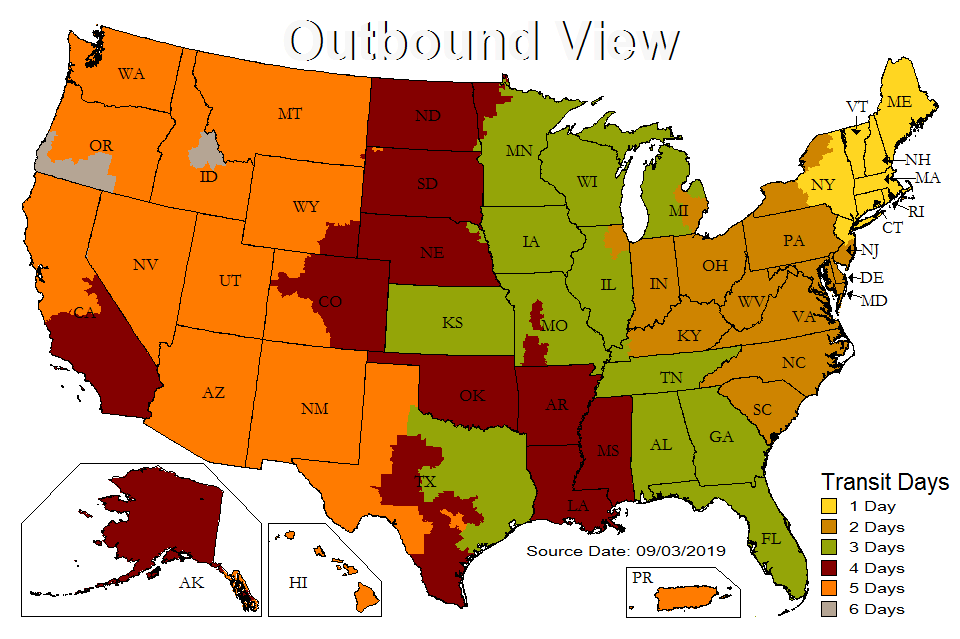 Outbound View
WA
MT
ND
OR
ID
SD
MN
WI
MI
WY
NE
IA
NV
UT
CO
CA
KS
MO
IL
IN
OH
PA
NY
VT
ME
NH
MA
RI
CT
NJ
DE
MD
WV
VA
KY
NC
TN
SC
AZ
NM
OK
AR
MS
AL
GA
TX
LA
FL
AK
HI
PR
Source Date: 09/03/2019
Transit Days
1 Day
2 Days
3 Days
4 Days
5 Days
6 Days